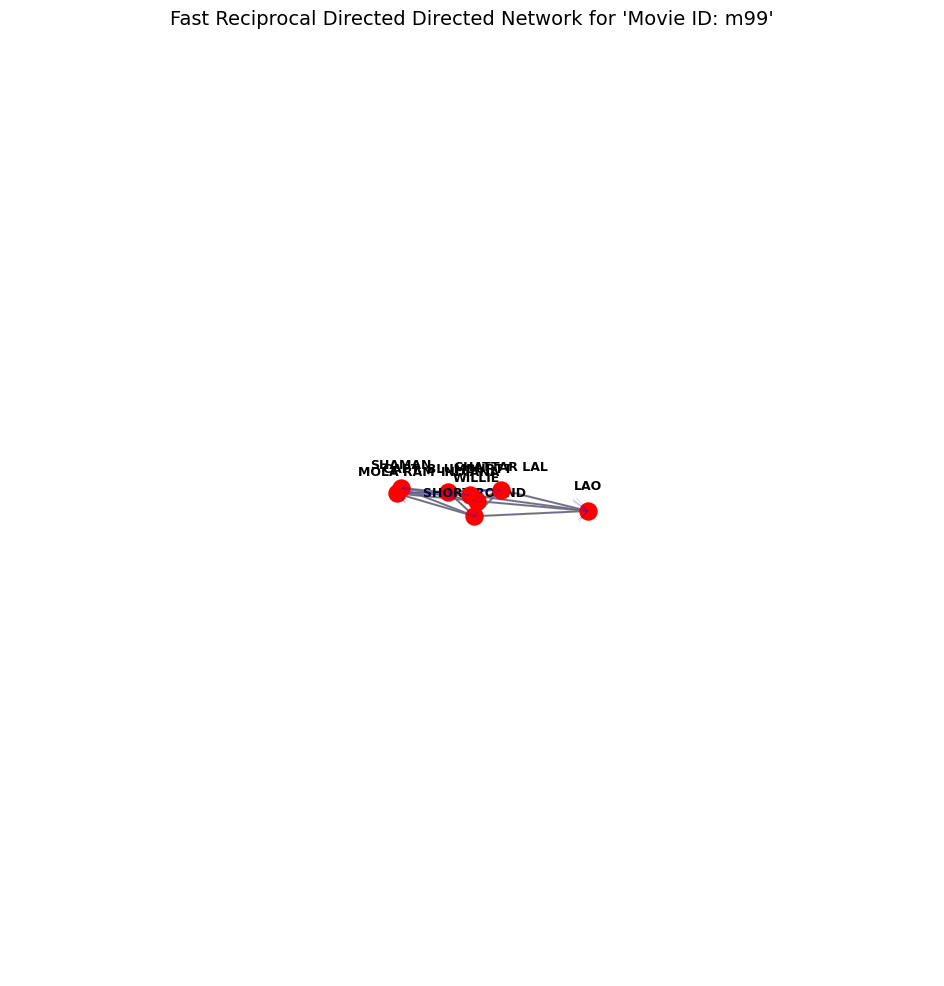 Fast Reciprocal Directed Directed Network for 'Movie ID: m99'
SHAMAN
CHATTAR LAL
MOLA RAM
INDIANA
WILLIE
LAO
SHORT ROUND